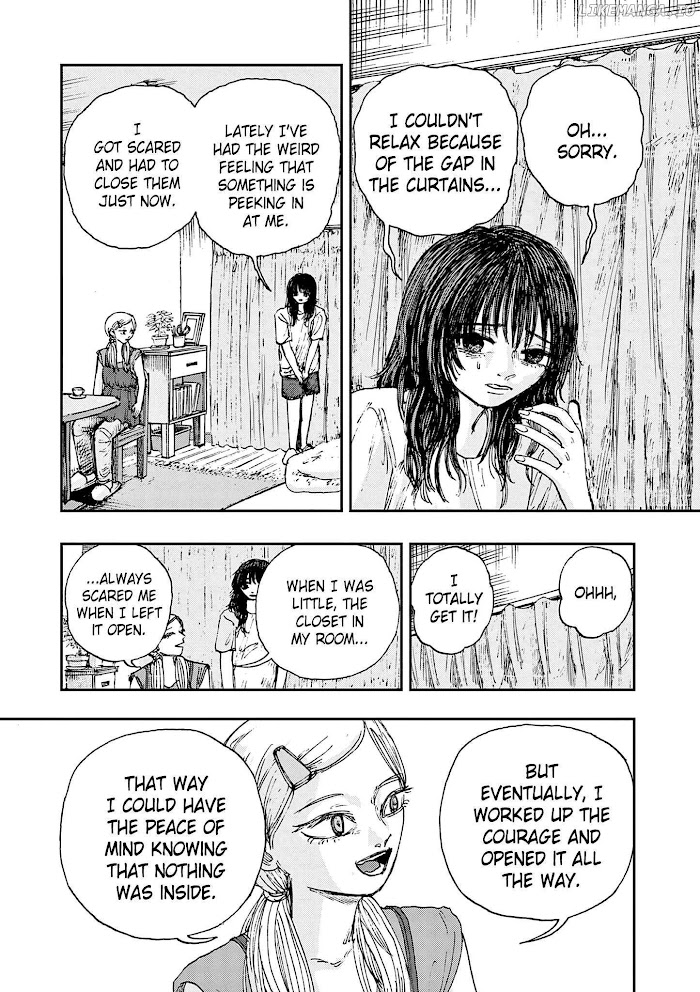 LIKEMANGA.IO
OH...
SORRY.
I COULDN'T
RELAX BECAUSE
OF THE GAP IN
THE CURTAINS...
LATELY I'VE
HAD THE WEIRD
FEELING THAT
SOMETHING IS
PEEKING IN
AT ME.
I
GOT SCARED
AND HAD TO
CLOSE THEM
JUST NOW.
OHHH,
I
TOTALLY
GET IT!
WHEN I WAS
LITTLE, THE
CLOSET IN
MY ROOM...
...ALWAYS
SCARED ME
WHEN I LEFT
IT OPEN.
BUT
EVENTUALLY, I
WORKED UP THE
COURAGE AND
OPENED IT ALL
THE WAY.
THAT WAY
I COULD HAVE
THE PEACE OF
MIND KNOWING
THAT NOTHING
WAS INSIDE.